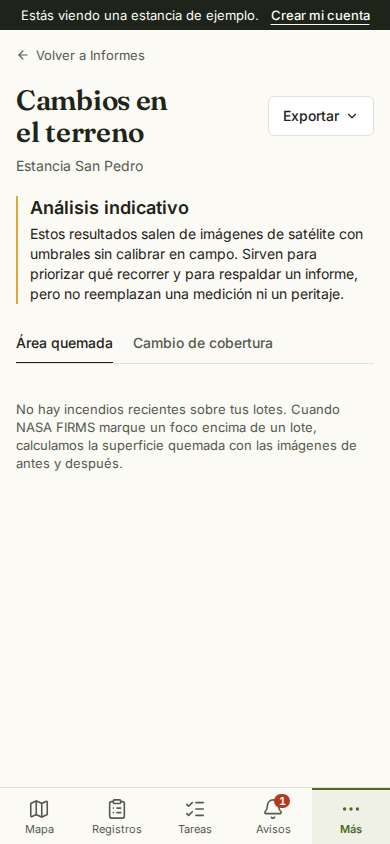 Estás viendo una estancia de ejemplo. Crear mi cuenta
Volver a Informes
Cambios en
el terreno
Exportar
Estancia San Pedro
Análisis indicativo
Estos resultados salen de imágenes de satélite con
umbrales sin calibrar en campo. Sirven para
priorizar qué recorrer y para respaldar un informe,
pero no reemplazan una medición ni un peritaje.
Área quemada Cambio de cobertura
No hay incendios recientes sobre tus lotes. Cuando
NASA FIRMS marque un foco encima de un lote,
calculamos la superficie quemada con las imágenes de
antes y después.
1
Mapa Registros Tareas Avisos Más